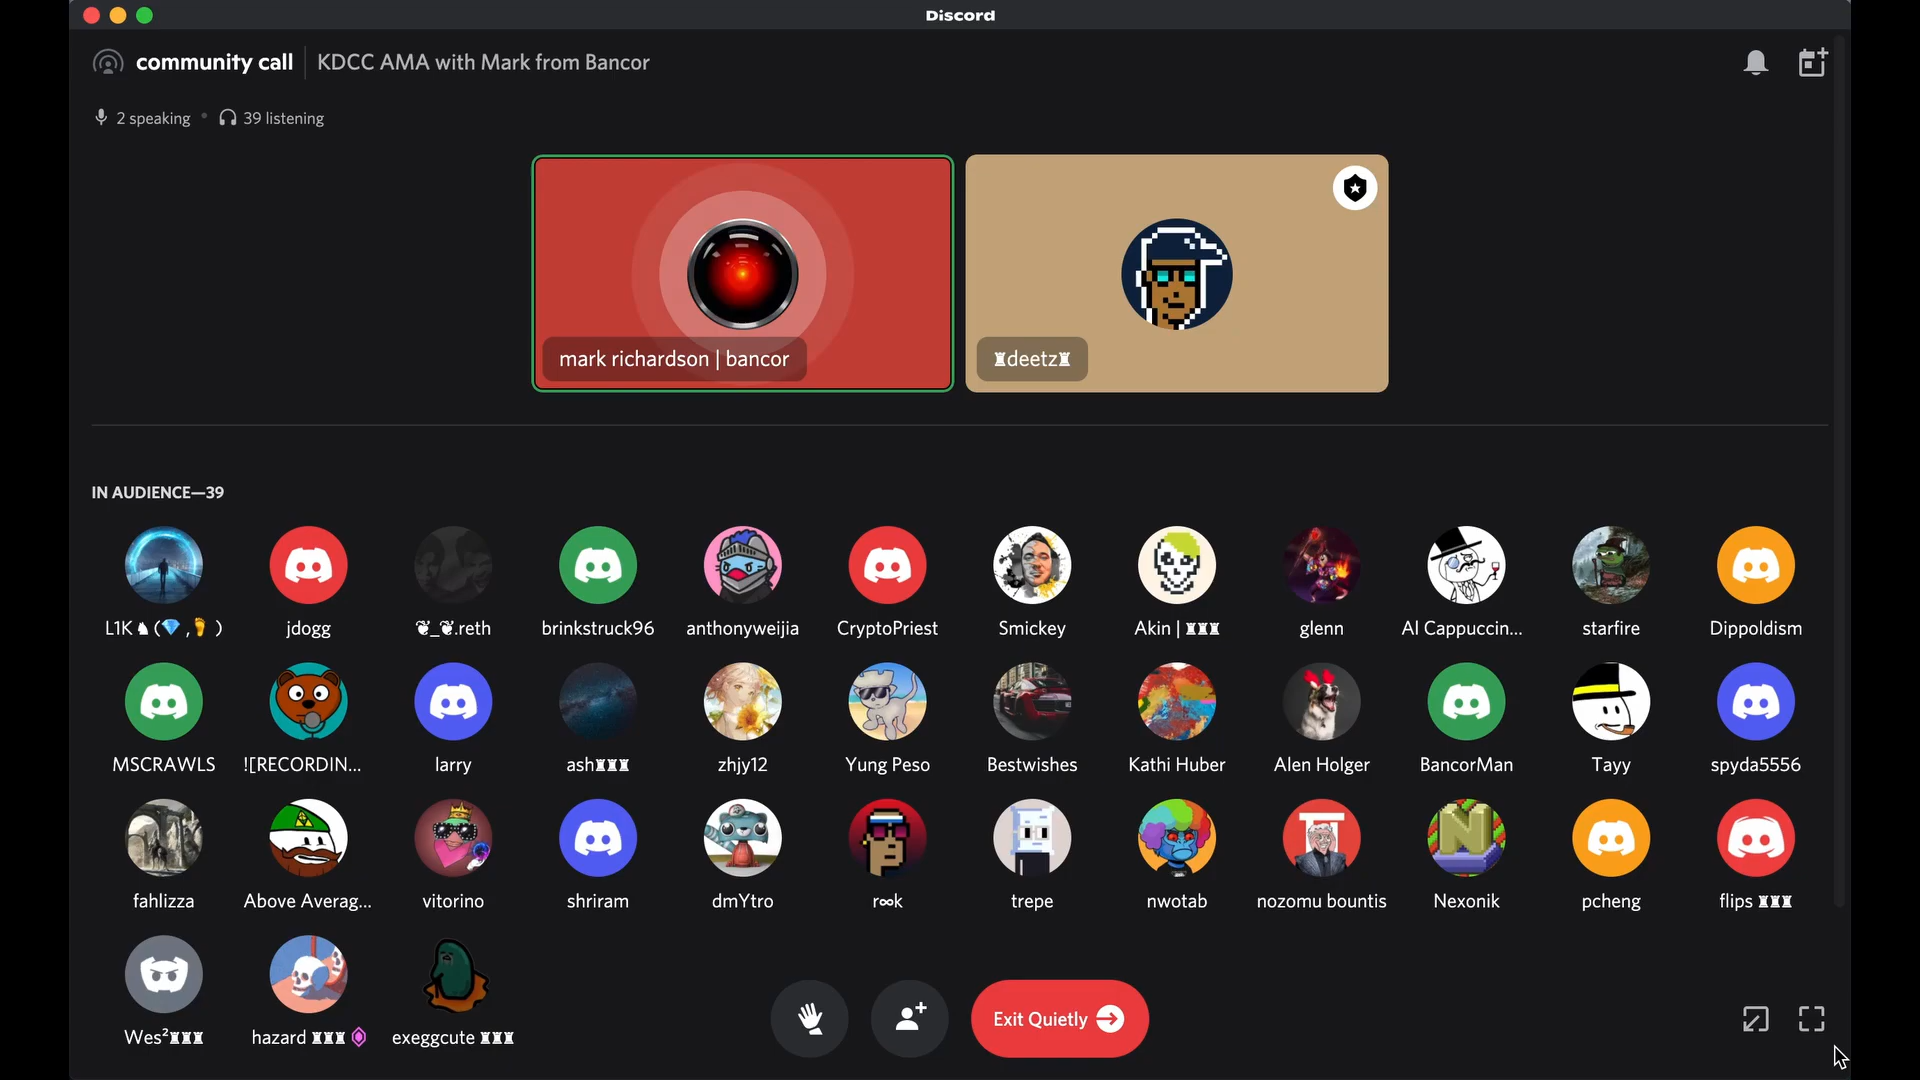 Discord
community call | KDCC AMA with Mark from Bancor
2 speaking • 39 listening
mark richardson | bancor
♜deetz♜
IN AUDIENCE—39
L1K ♞ (💎,🦶)
jdogg
❦_❦.reth
brinkstruck96
anthonyweijia
CryptoPriest
Smickey
Akin | ♜♜♜
glenn
Al Cappuccin...
starfire
Dippoldism
MSCRAWLS
![RECORDIN...
larry
ash♜♜♜
zhjy12
Yung Peso
Bestwishes
Kathi Huber
Alen Holger
BancorMan
Tayy
spyda5556
fahlizza
Above Averag...
vitorino
shriram
dmYtro
r∞k
trepe
nwotab
nozomu bountis
Nexonik
pcheng
flips ♜♜♜
Wes²♜♜♜
hazard ♜♜♜
exeggcute ♜♜♜
Exit Quietly